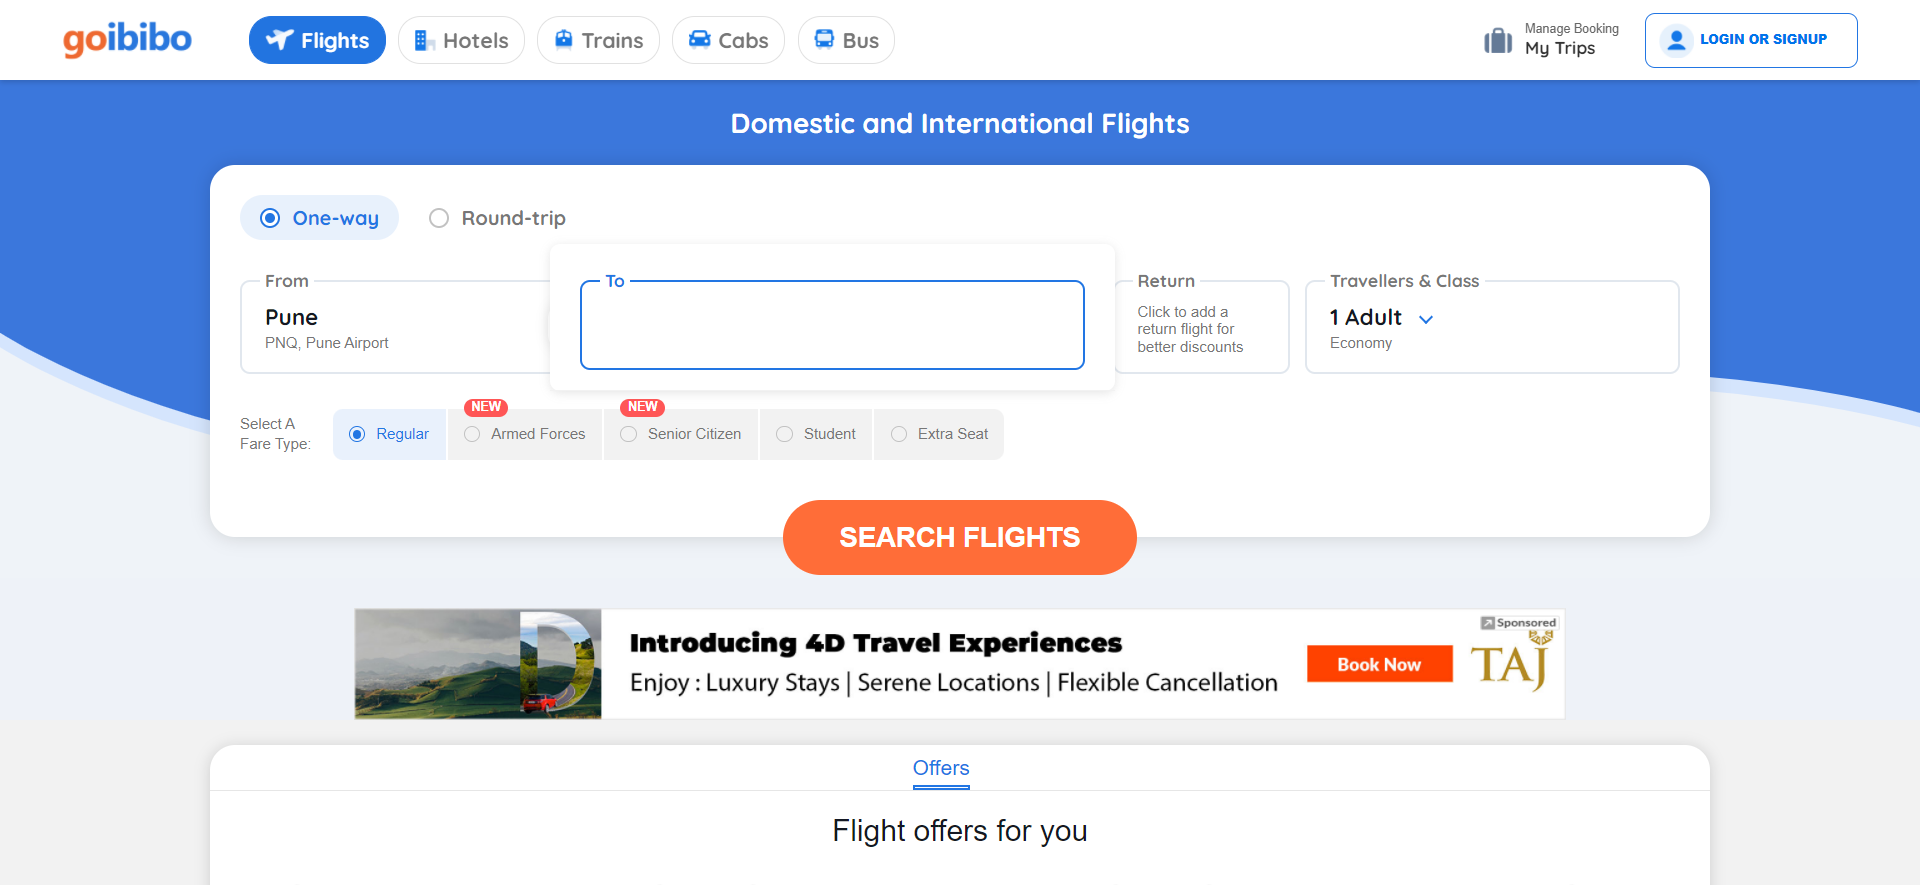 goibibo
Flights
Hotels
Trains
Cabs
Bus
Manage Booking
My Trips
LOGIN OR SIGNUP
Domestic and International Flights
One-way
Round-trip
From
Pune
PNQ, Pune Airport
To
Return
Click to add a
return flight for
better discounts
Travellers & Class
1 Adult
Economy
Select A
Fare Type:
Regular
NEW
Armed Forces
NEW
Senior Citizen
Student
Extra Seat
SEARCH FLIGHTS
D
Introducing 4D Travel Experiences
Enjoy : Luxury Stays | Serene Locations | Flexible Cancellation
Book Now
Sponsored
TAJ
Offers
Flight offers for you